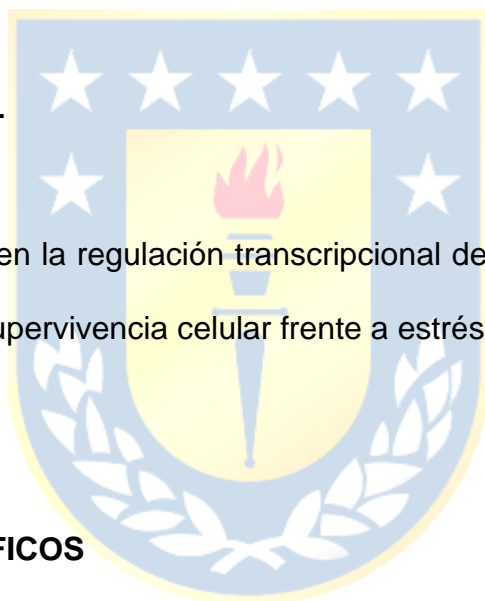 en la regulación transcripcional de
upervivencia celular frente a estrés
FICOS